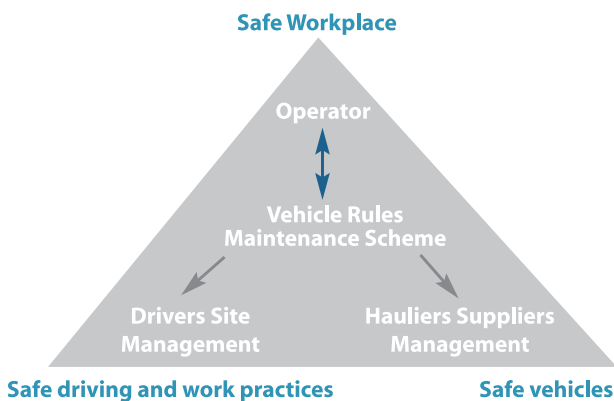 Safe Workplace
Operator
Vehicle Rules
Maintenance Scheme
Drivers Site
Management
Hauliers Suppliers
Management
Safe driving and work practices
Safe vehicles